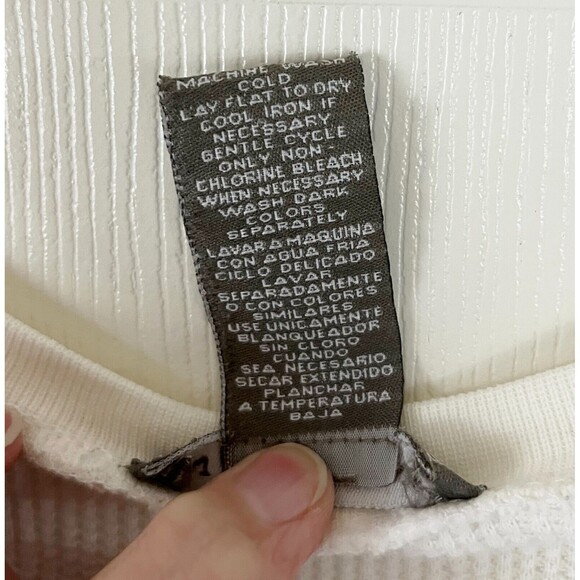 MACHINE WASH
COLD
LAY FLAT TO DRY
COOL IRON IF
NECESSARY
GENTLE CYCLE
ONLY NON-
CHLORINE BLEACH
WHEN NECESSARY
WASH DARK
COLORS
SEPARATELY
LAVAR A MAQUINA
CON AGUA FRIA
CICLO DELICADO
LAVAR
SEPARADAMENTE
O CON COLORES
SIMILARES
USE UNICAMENTE
BLANQUEADOR
SIN CLORO
CUANDO
SEA NECESARIO
SECAR EXTENDIDO
PLANCHAR
A TEMPERATURA
BAJA